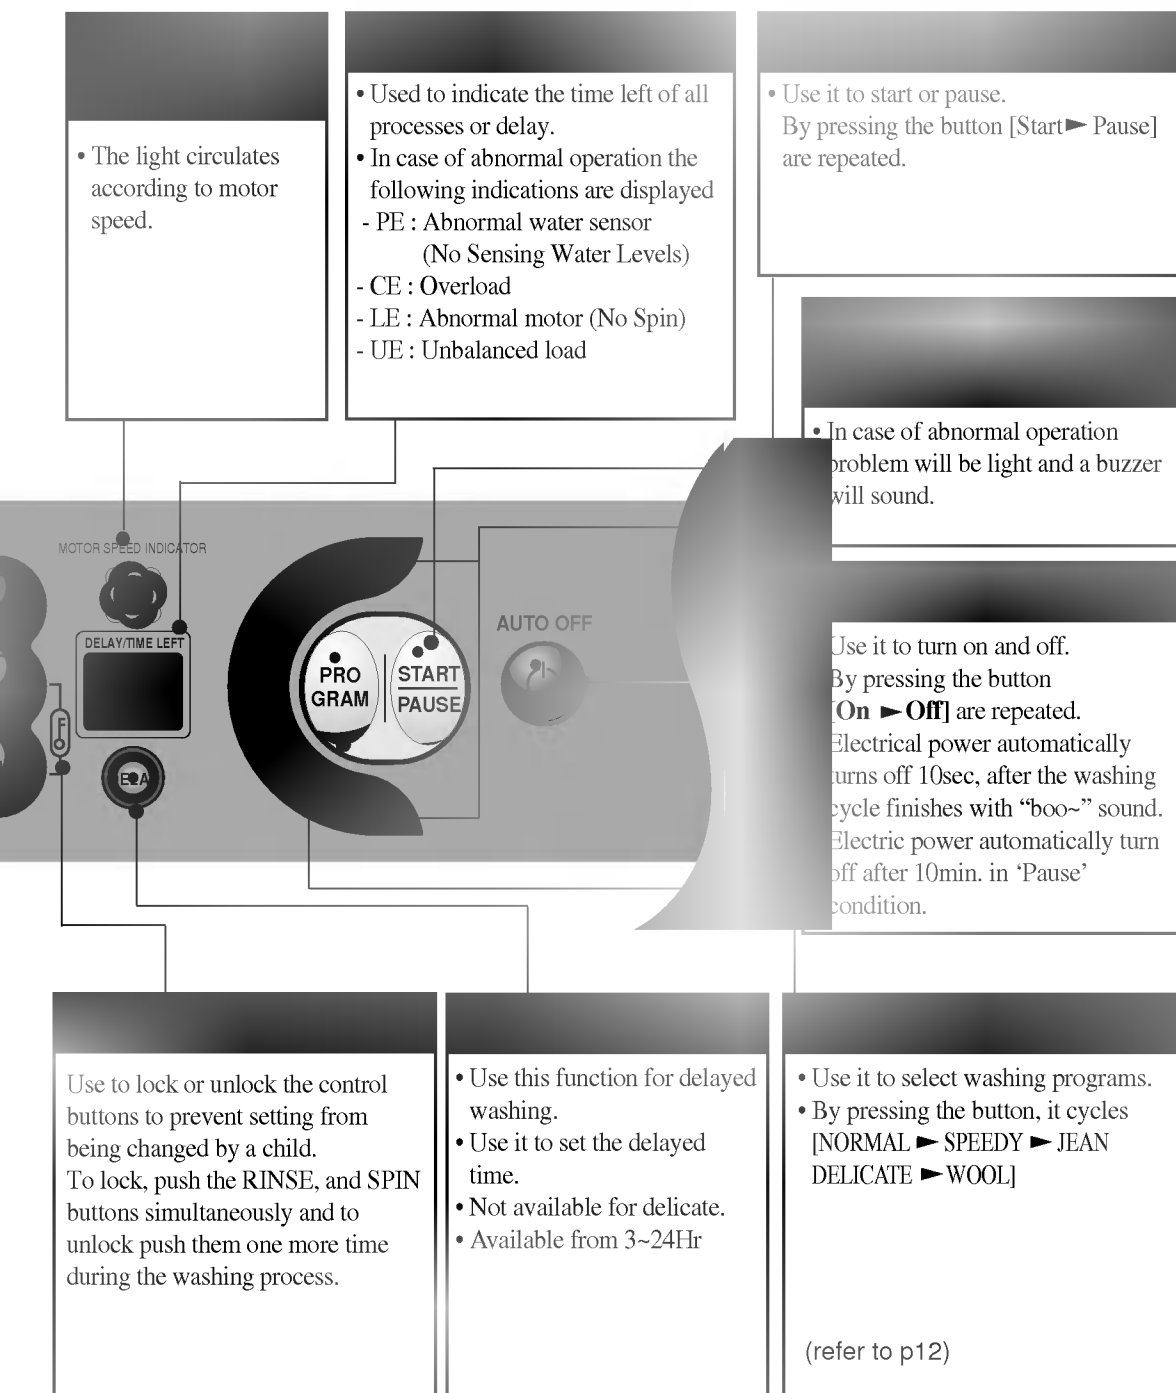 • The light circulates
according to motor
speed.
• Used to indicate the time left of all
processes or delay.
• In case of abnormal operation the
following indications are displayed
- PE : Abnormal water sensor
(No Sensing Water Levels)
- CE : Overload
- LE : Abnormal motor (No Spin)
- UE : Unbalanced load
• Use it to start or pause.
By pressing the button [Start► Pause]
are repeated.
• In case of abnormal operation
problem will be light and a buzzer
will sound.
MOTOR SPEED INDICATOR
DELAY/TIME LEFT
PRO
GRAM
START
PAUSE
AUTO OFF
Use it to turn on and off.
By pressing the button
[On ►Off] are repeated.
Electrical power automatically
turns off 10sec, after the washing
cycle finishes with “boo~” sound.
Electric power automatically turn
off after 10min. in ‘Pause’
condition.
Use to lock or unlock the control
buttons to prevent setting from
being changed by a child.
To lock, push the RINSE, and SPIN
buttons simultaneously and to
unlock push them one more time
during the washing process.
• Use this function for delayed
washing.
• Use it to set the delayed
time.
• Not available for delicate.
• Available from 3~24Hr
• Use it to select washing programs.
• By pressing the button, it cycles
[NORMAL ► SPEEDY ► JEAN
DELICATE ► WOOL]
(refer to p12)